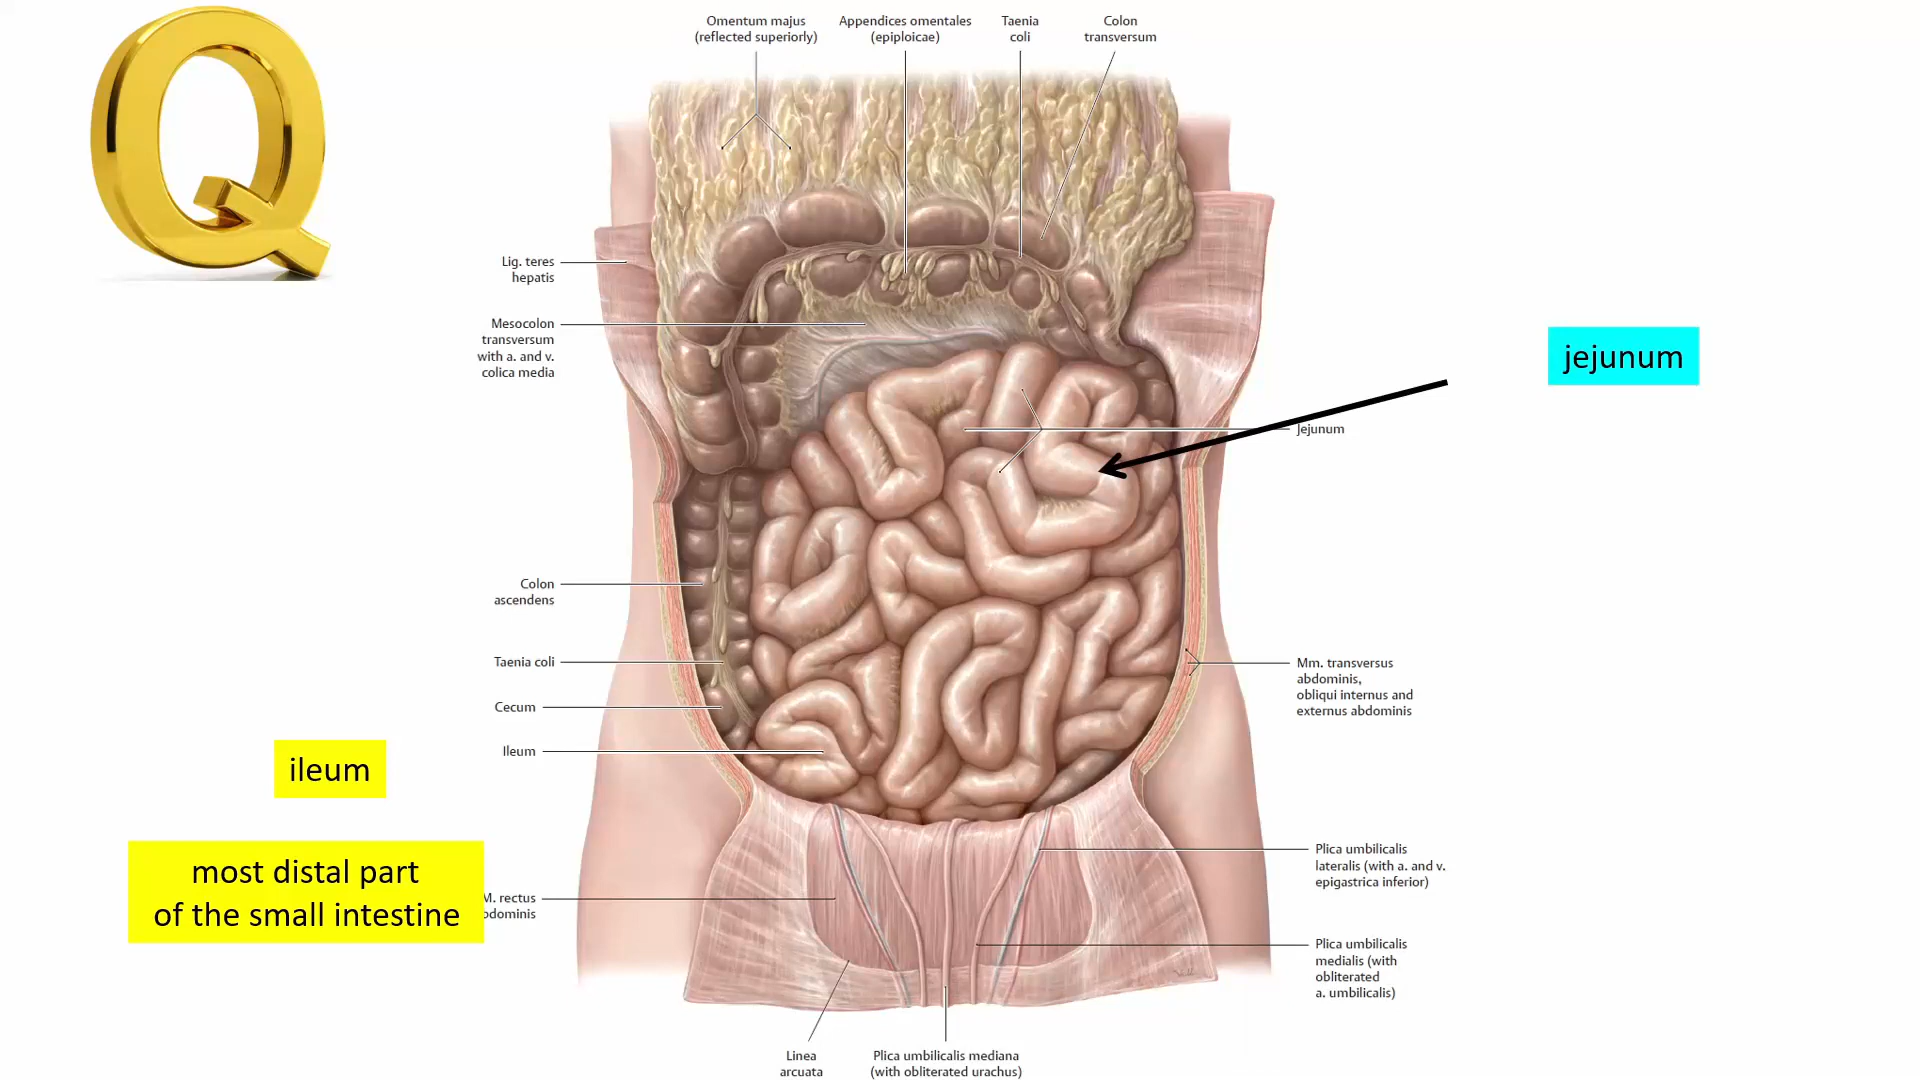 Q
Omentum majus
(reflected superiorly)
Appendices omentales
(epiploicae)
Taenia
coli
Colon
transversum
Lig. teres
hepatis
Mesocolon
transversum
with a. and v.
colica media
jejunum
Jejunum
Colon
ascendens
Taenia coli
Cecum
Ileum
Mm. transversus
abdominis,
obliqui internus and
externus abdominis
ileum
most distal part
of the small intestine
M. rectus
odominis
Plica umbilicalis
lateralis (with a. and v.
epigastrica inferior)
Plica umbilicalis
medialis (with
obliterated
a. umbilicalis)
Linea
arcuata
Plica umbilicalis mediana
(with obliterated urachus)